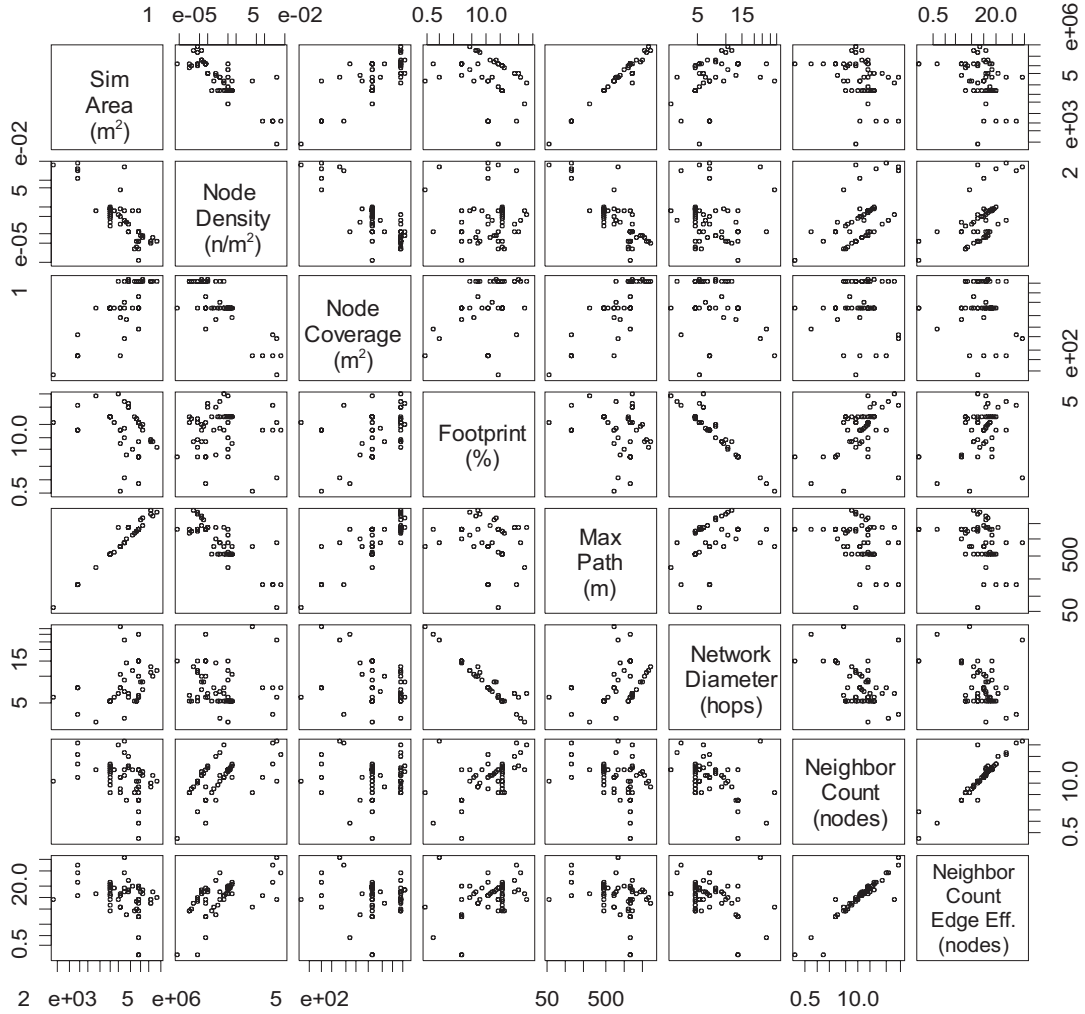 1 e-05 5 e-02 0.5 10.0 5 15 0.5 20.0
Sim Area (m²)
e-02
e+03 5 e+06
Node Density (n/m²)
e-05 5
2
Node Coverage (m²)
1
e+02
Footprint (%)
0.5 10.0
5
Max Path (m)
50 500
Network Diameter (hops)
5 15
Neighbor Count (nodes)
0.5 10.0
Neighbor Count Edge Eff. (nodes)
0.5 20.0
2 e+03 5 e+06 5 e+02 50 500 0.5 10.0